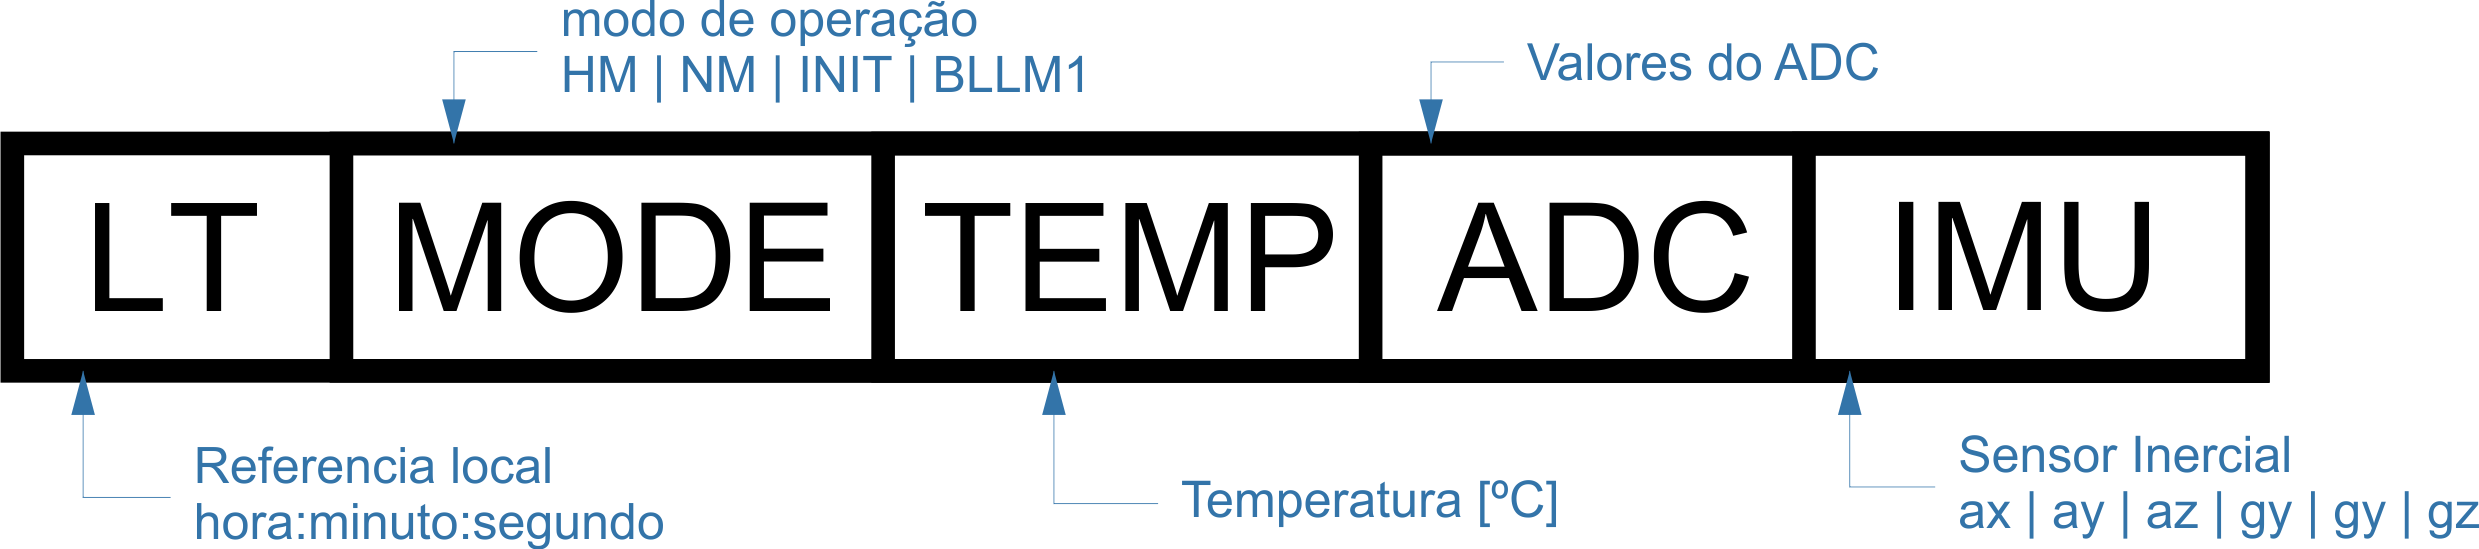 modo de operação
HM | NM | INIT | BLLM1
Valores do ADC
LT MODE TEMP ADC IMU
Referencia local
hora:minuto:segundo
Temperatura [ºC]
Sensor Inercial
ax | ay | az | gy | gy | gz